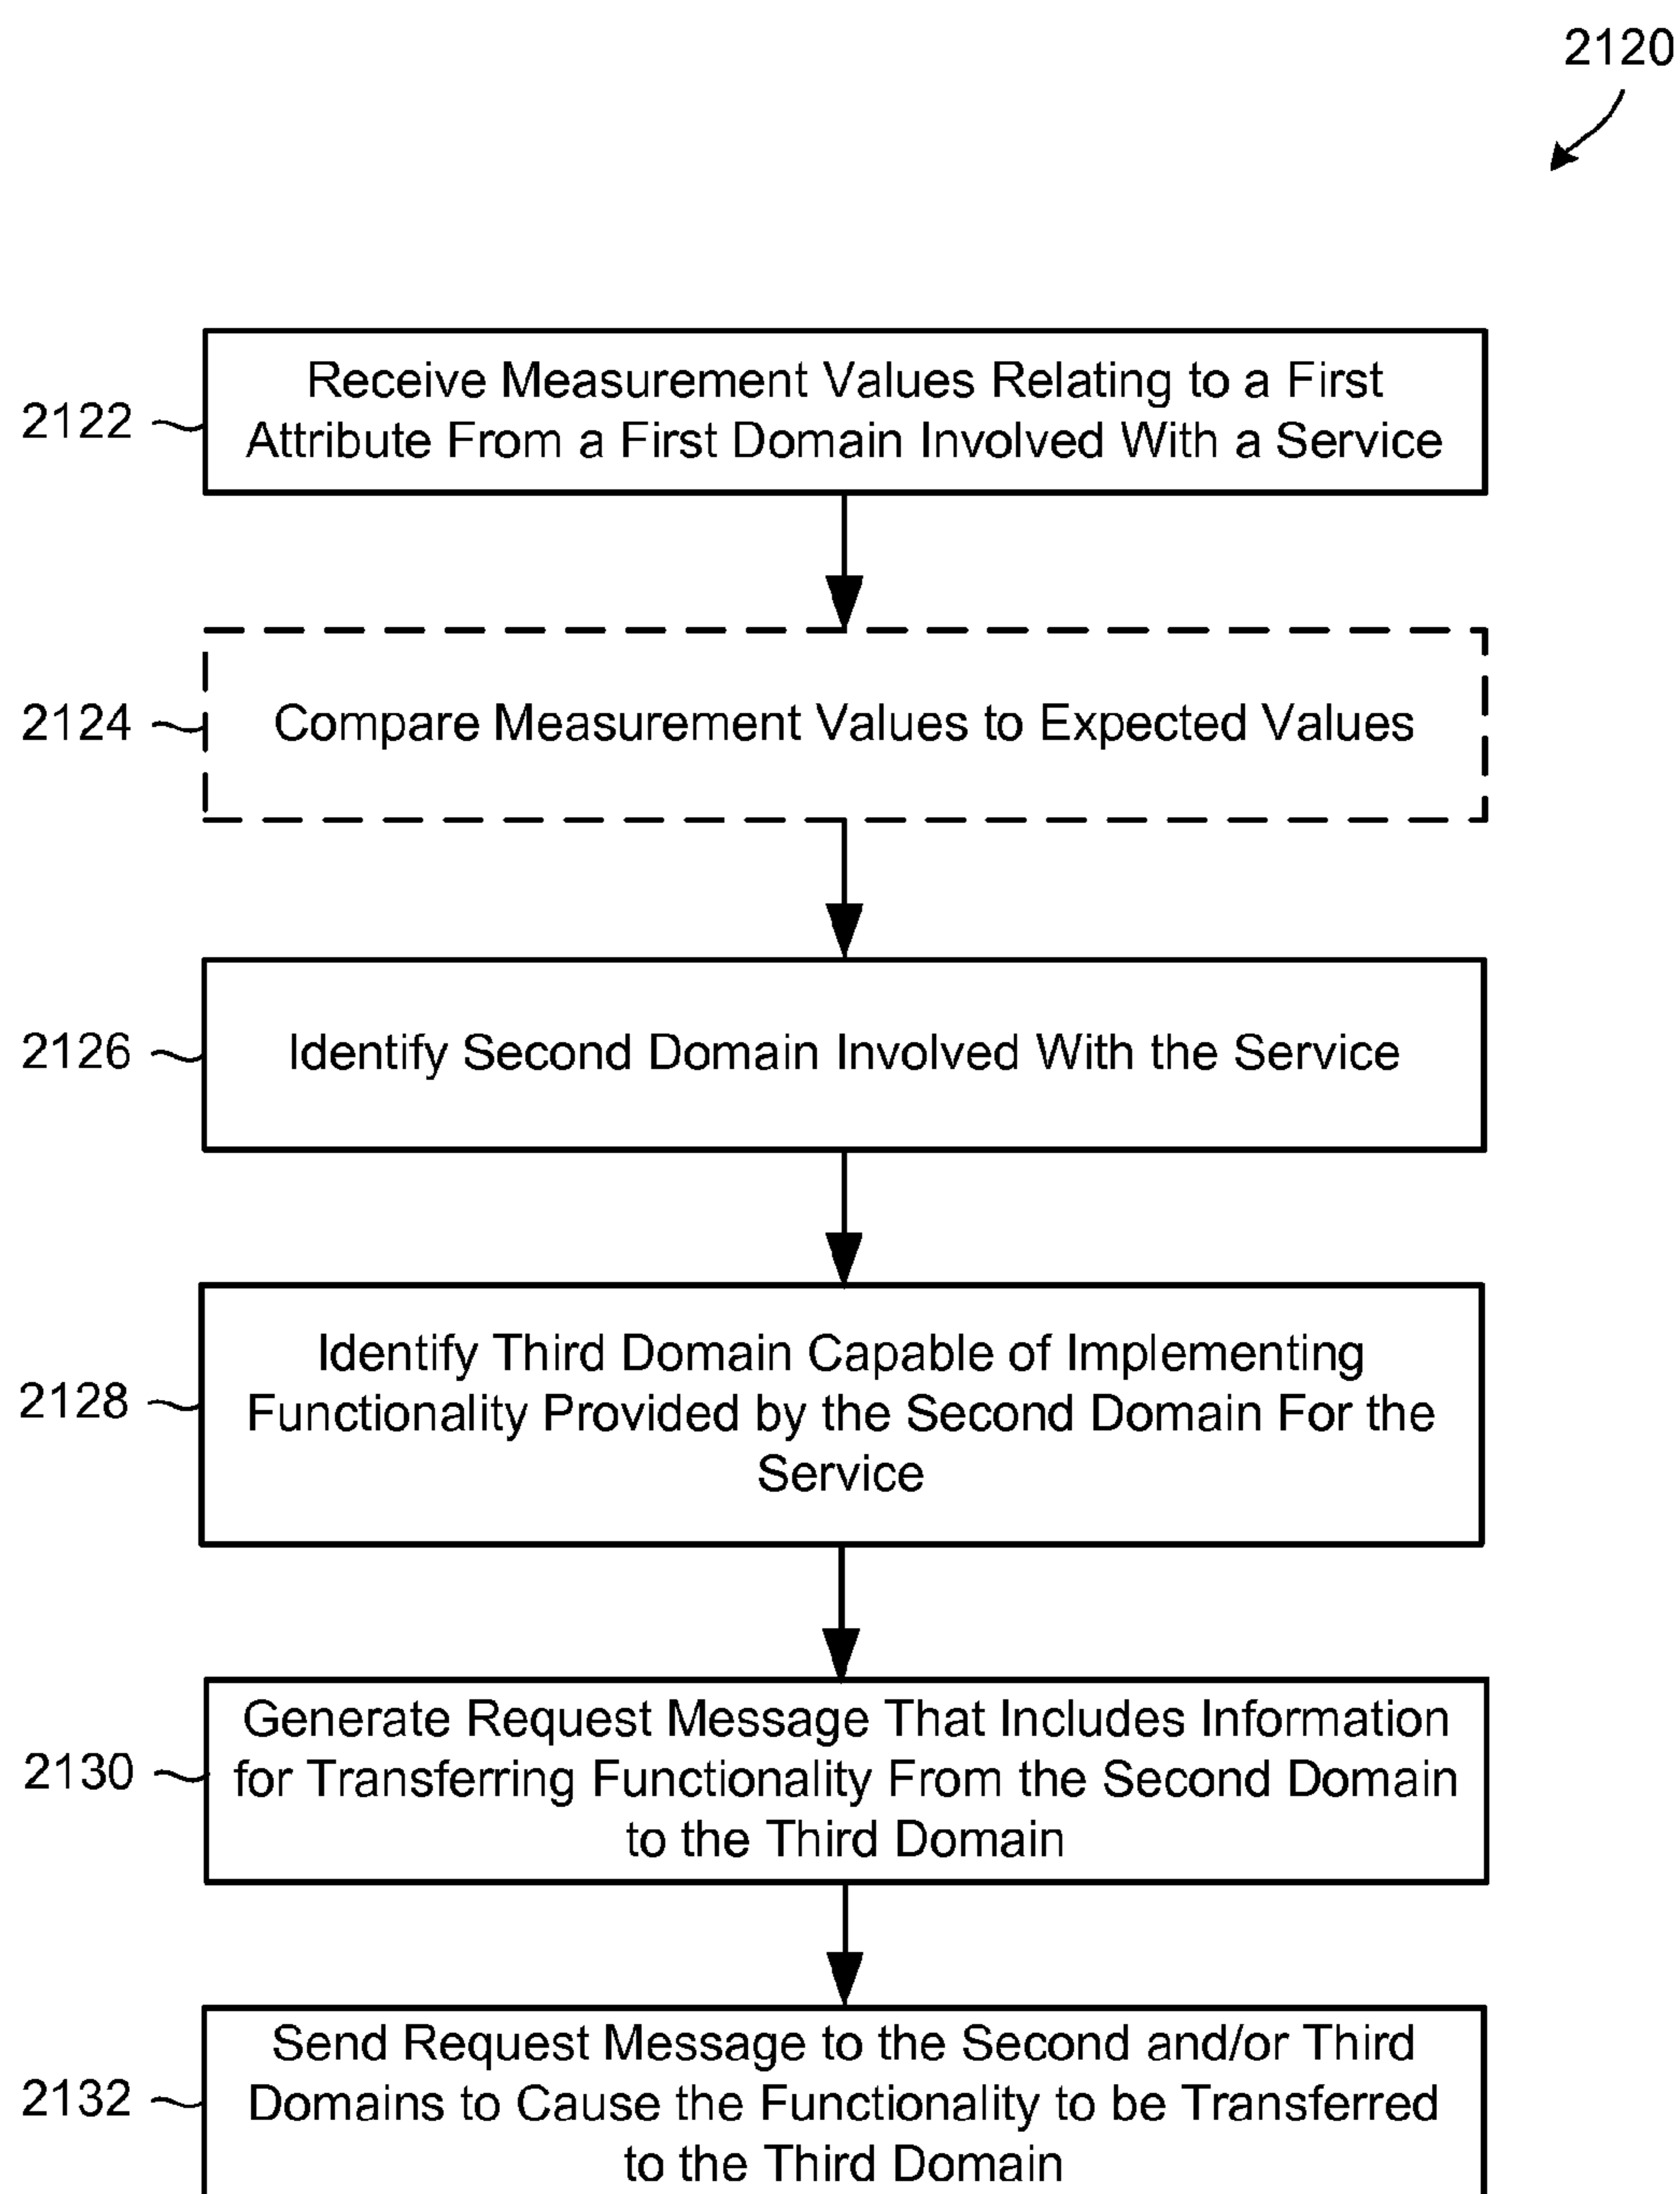 2120
2122
Receive Measurement Values Relating to a First
Attribute From a First Domain Involved With a Service
2124
Compare Measurement Values to Expected Values
2126
Identify Second Domain Involved With the Service
2128
Identify Third Domain Capable of Implementing
Functionality Provided by the Second Domain For the
Service
2130
Generate Request Message That Includes Information
for Transferring Functionality From the Second Domain
to the Third Domain
2132
Send Request Message to the Second and/or Third
Domains to Cause the Functionality to be Transferred
to the Third Domain